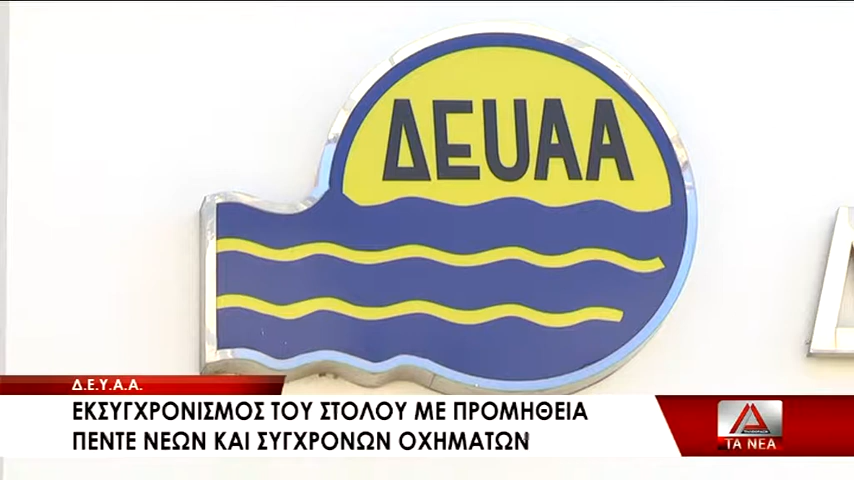 ΔΕUΑΑ
Δ.Ε.Υ.Α.Α.
ΕΚΣΥΓΧΡΟΝΙΣΜΟΣ ΤΟΥ ΣΤΟΛΟΥ ΜΕ ΠΡΟΜΗΘΕΙΑ
ΠΕΝΤΕ ΝΕΩΝ ΚΑΙ ΣΥΓΧΡΟΝΩΝ ΟΧΗΜΑΤΩΝ
ΤΑ ΝΕΑ